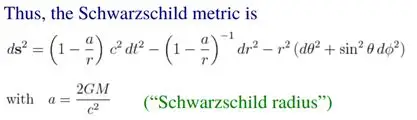 Thus, the Schwarzschild metric is
ds² = (1 − a/r) c² dt² − (1 − a/r)⁻¹ dr² − r² (dθ² + sin² θ dϕ²)
with a = 2GM/c² ("Schwarzschild radius")